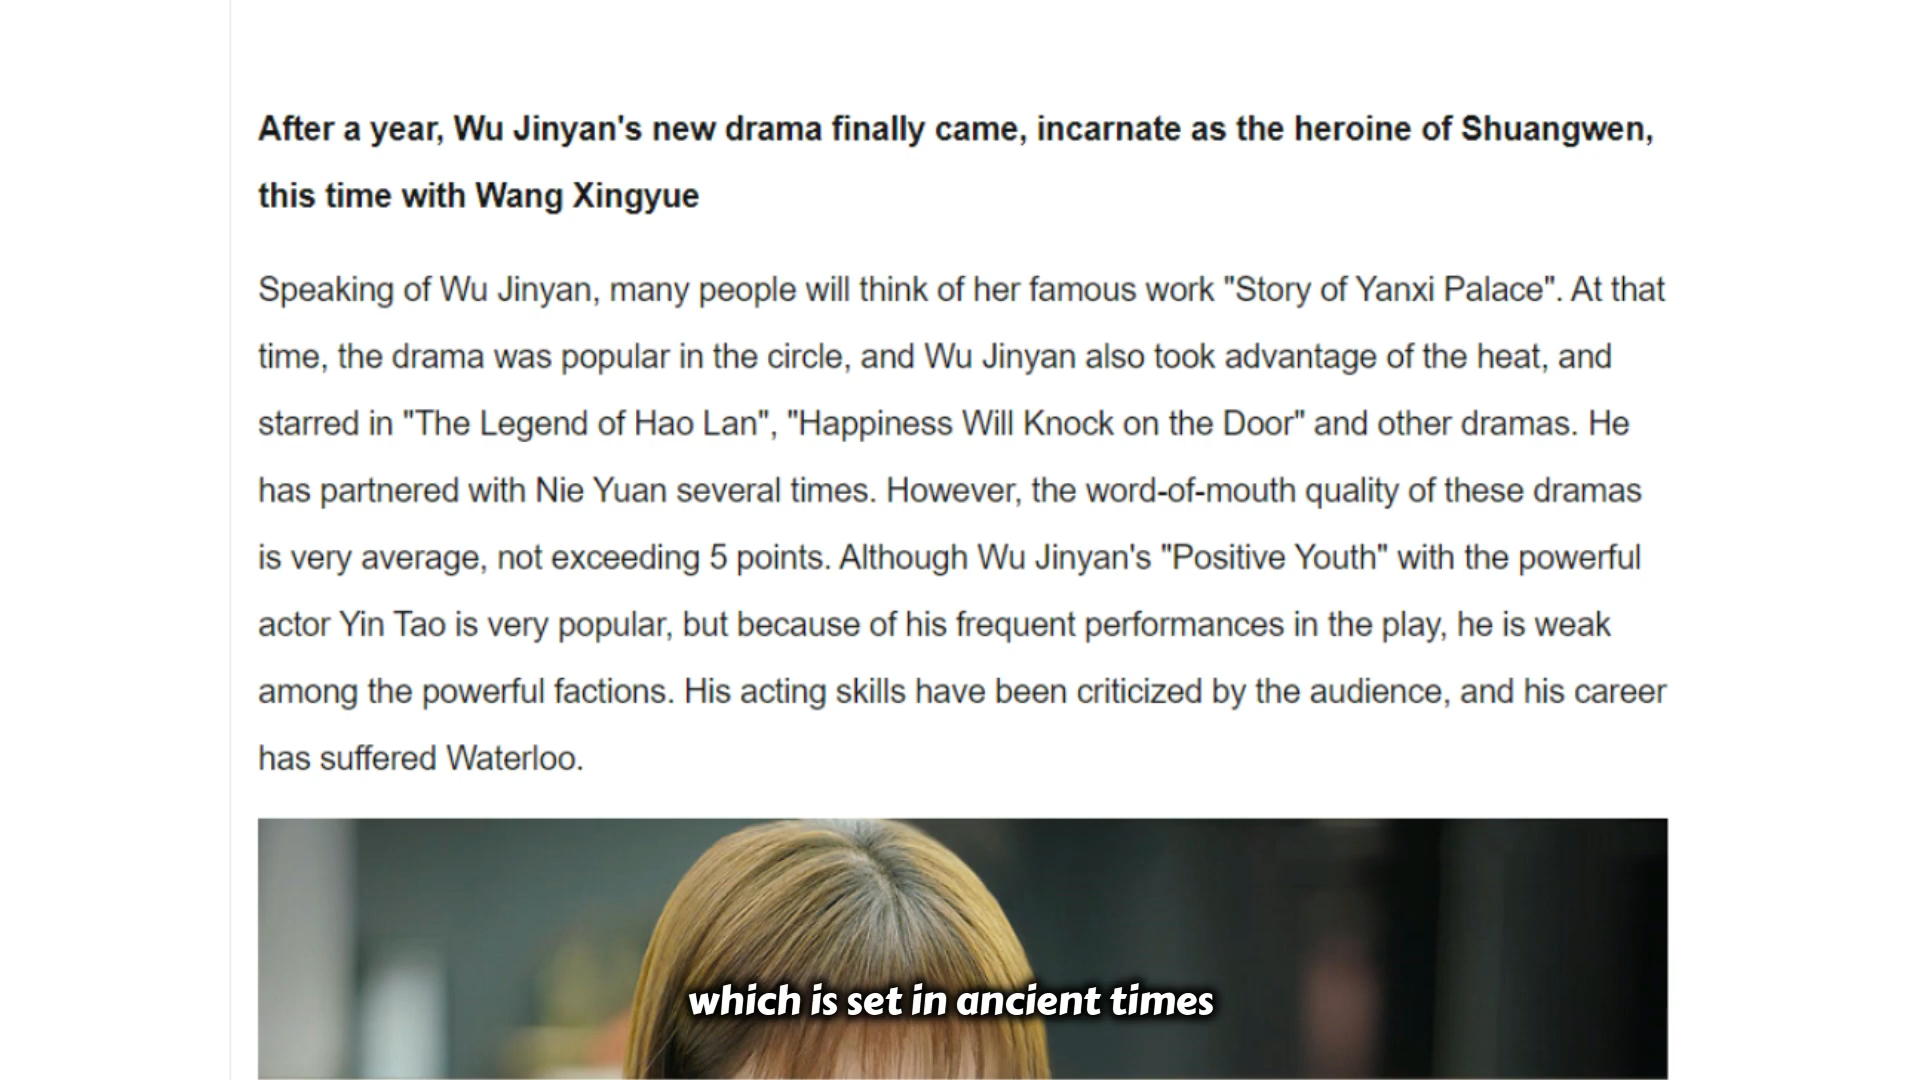 After a year, Wu Jinyan's new drama finally came, incarnate as the heroine of Shuangwen,
this time with Wang Xingyue
Speaking of Wu Jinyan, many people will think of her famous work "Story of Yanxi Palace". At that
time, the drama was popular in the circle, and Wu Jinyan also took advantage of the heat, and
starred in "The Legend of Hao Lan", "Happiness Will Knock on the Door" and other dramas. He
has partnered with Nie Yuan several times. However, the word-of-mouth quality of these dramas
is very average, not exceeding 5 points. Although Wu Jinyan's "Positive Youth" with the powerful
actor Yin Tao is very popular, but because of his frequent performances in the play, he is weak
among the powerful factions. His acting skills have been criticized by the audience, and his career
has suffered Waterloo.
which is set in ancient times